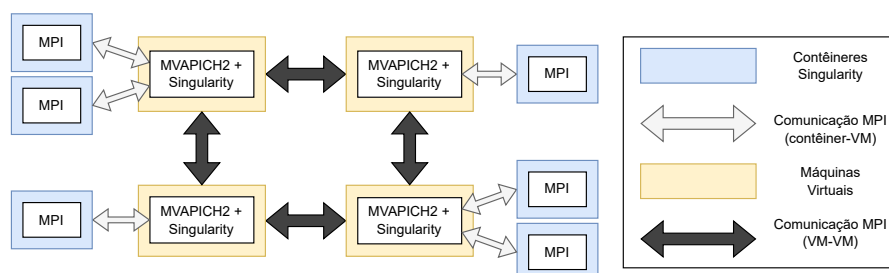 MPI
MVAPICH2 +
Singularity
MVAPICH2 +
Singularity
MPI
MPI
MPI
MVAPICH2 +
Singularity
MVAPICH2 +
Singularity
MPI
MPI
Contêineres
Singularity
Comunicação MPI
(contêiner-VM)
Máquinas
Virtuais
Comunicação MPI
(VM-VM)